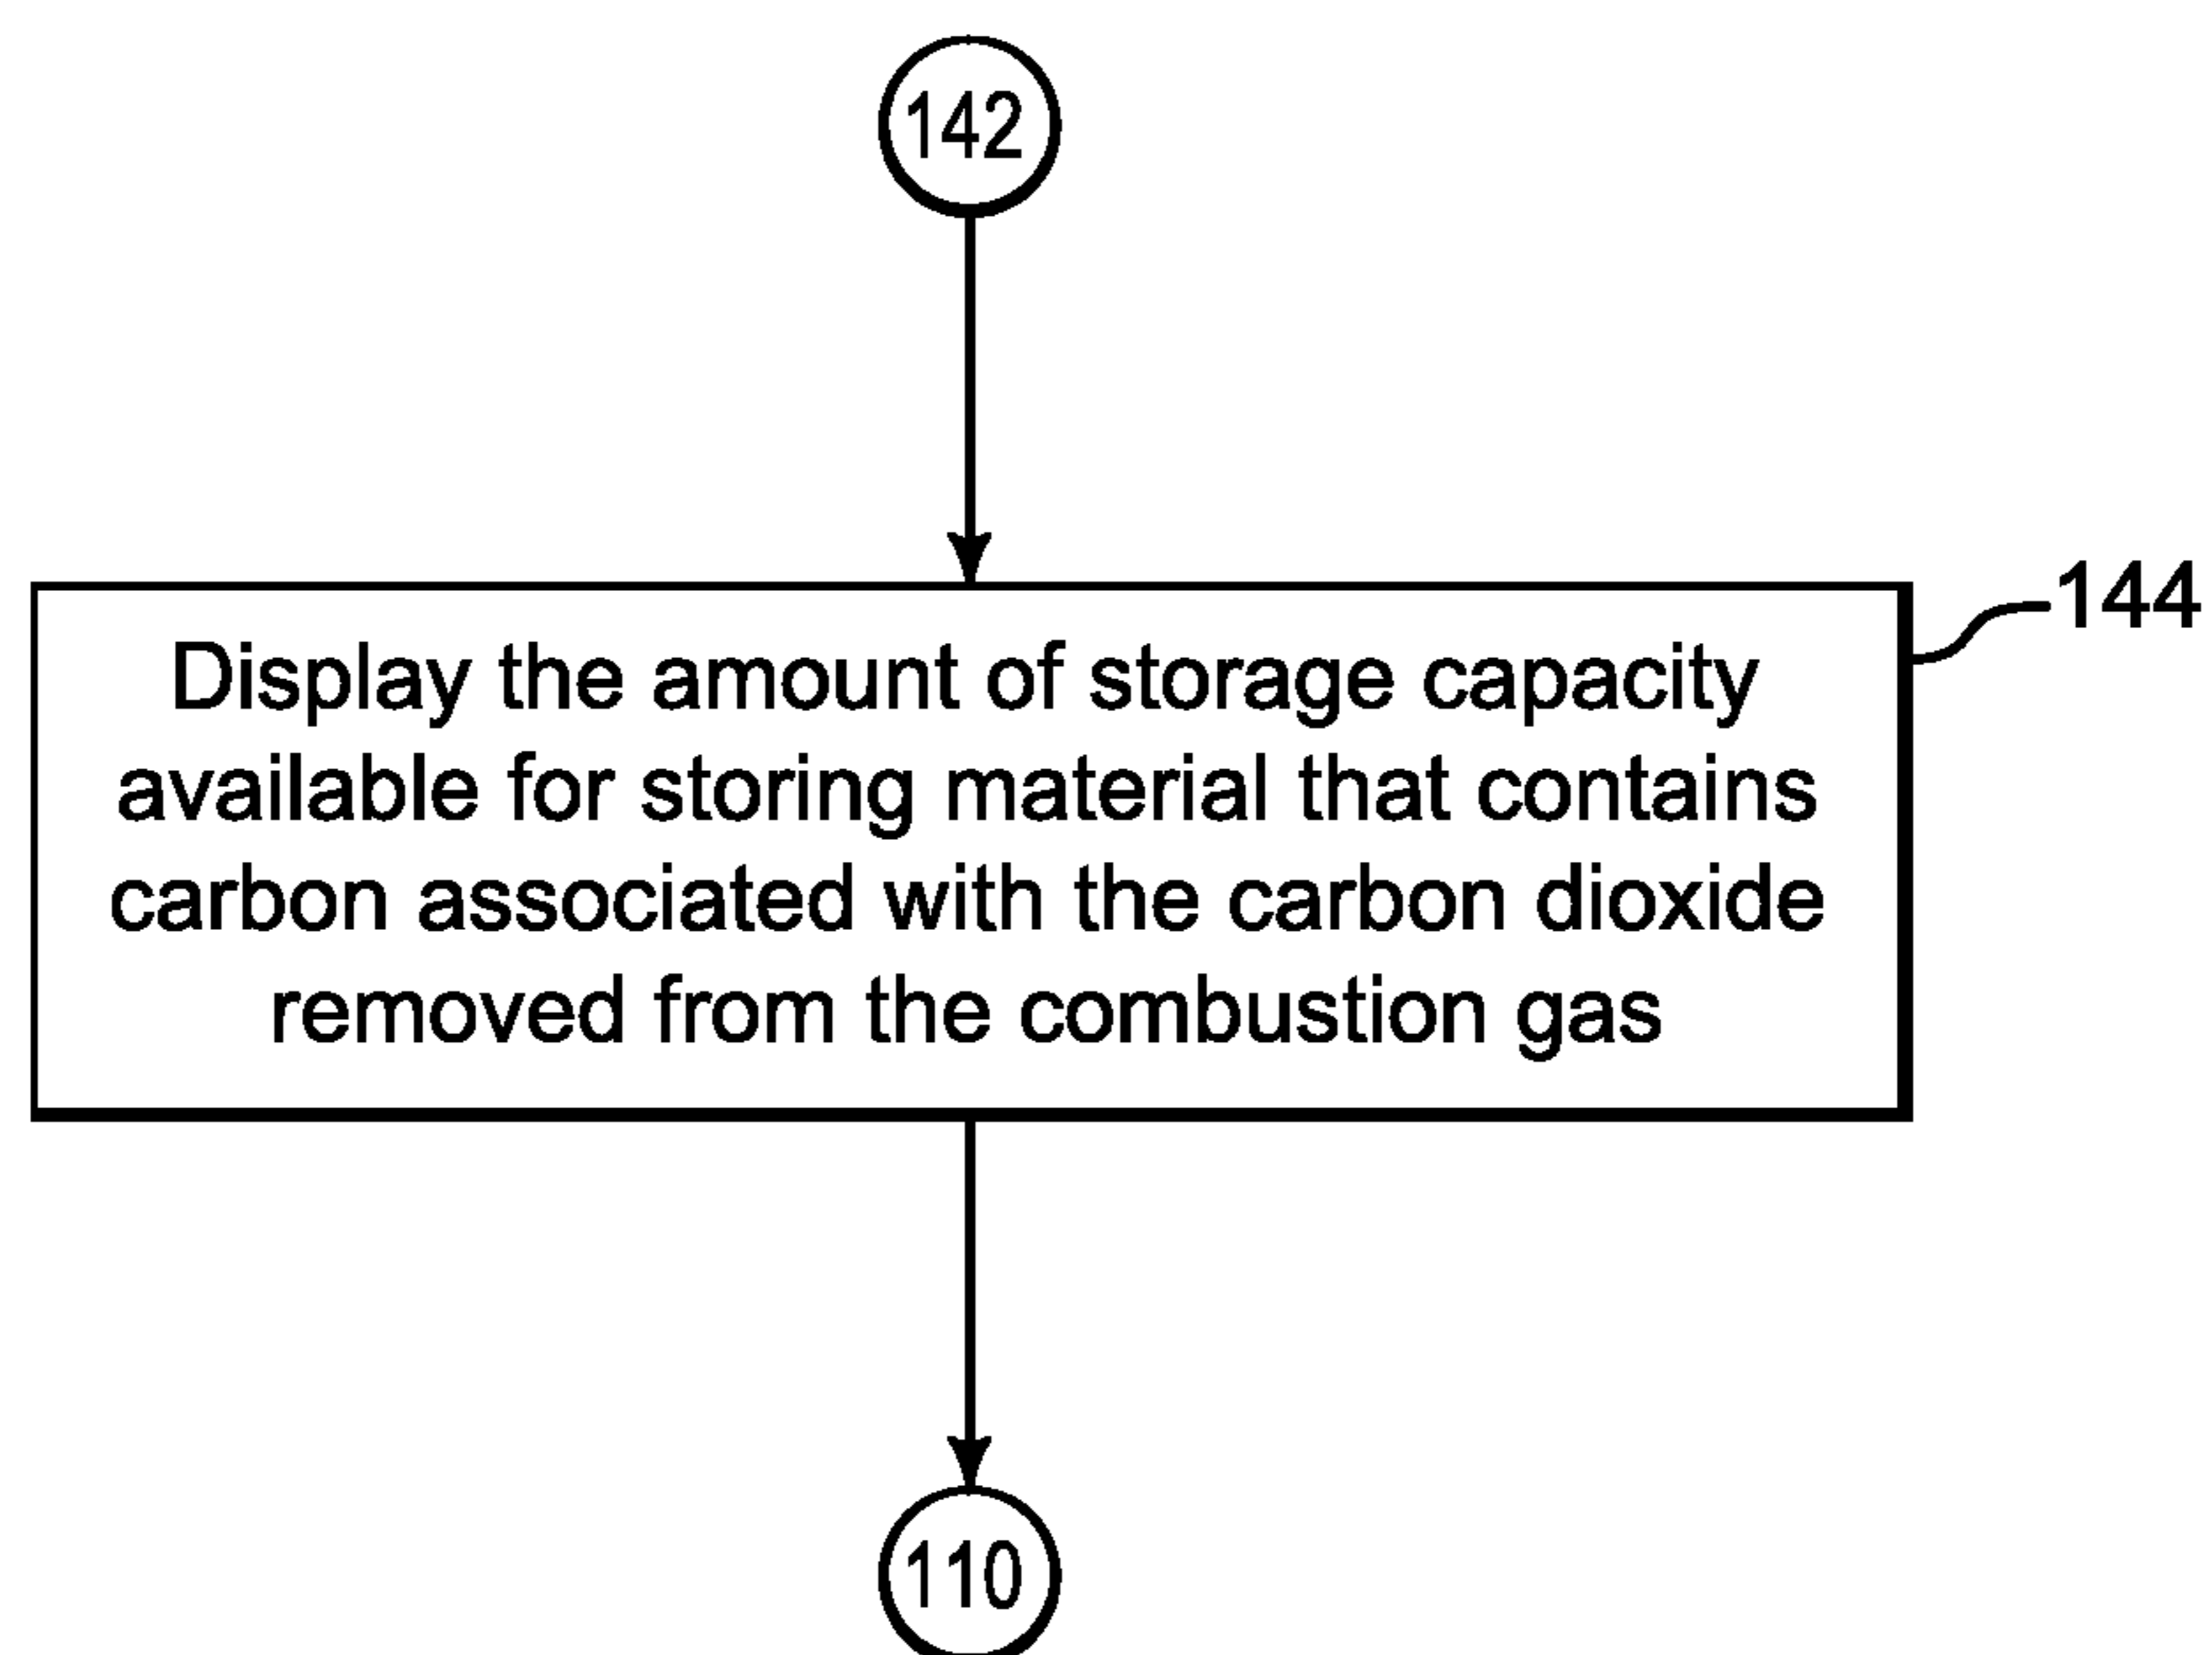 142
144
Display the amount of storage capacity
available for storing material that contains
carbon associated with the carbon dioxide
removed from the combustion gas
110